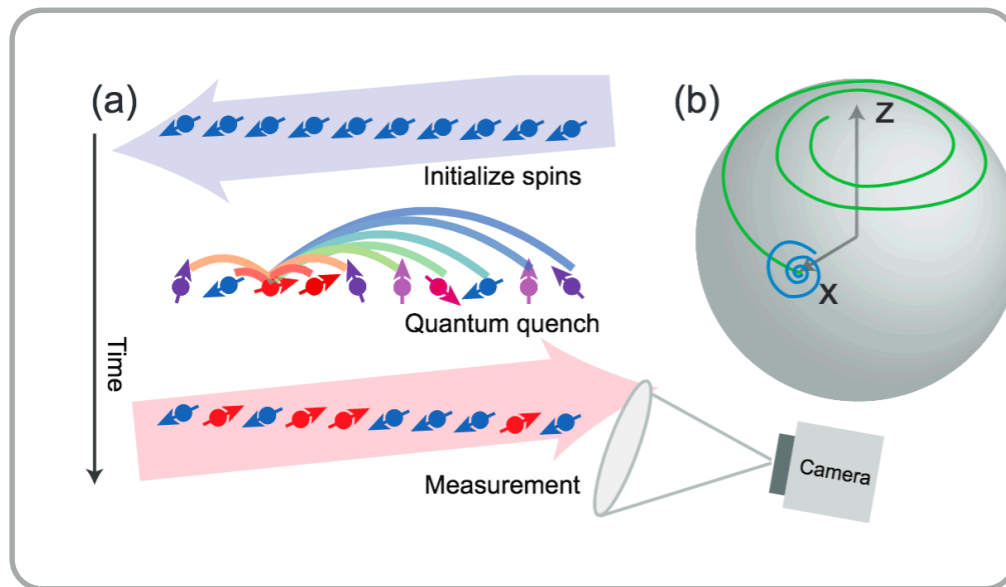 (a)
Initialize spins
Quantum quench
Time
Measurement
Camera
(b)
z
x